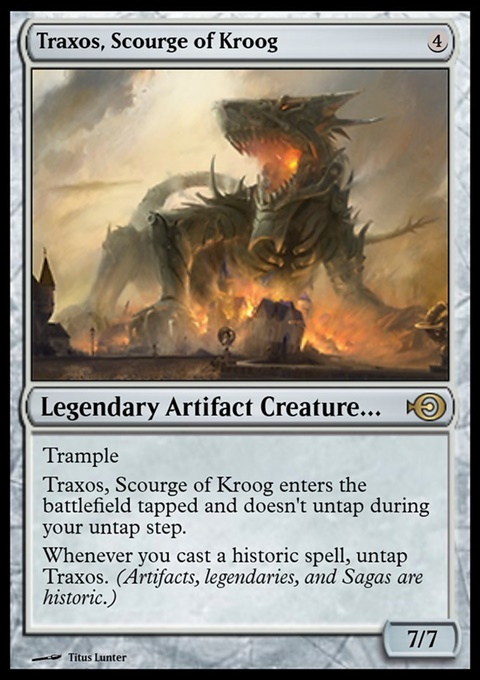 Traxos, Scourge of Kroog
4
Legendary Artifact Creature...
Trample
Traxos, Scourge of Kroog enters the
battlefield tapped and doesn't untap during
your untap step.
Whenever you cast a historic spell, untap
Traxos. (Artifacts, legendaries, and Sagas are
historic.)
7/7
Titus Lunter